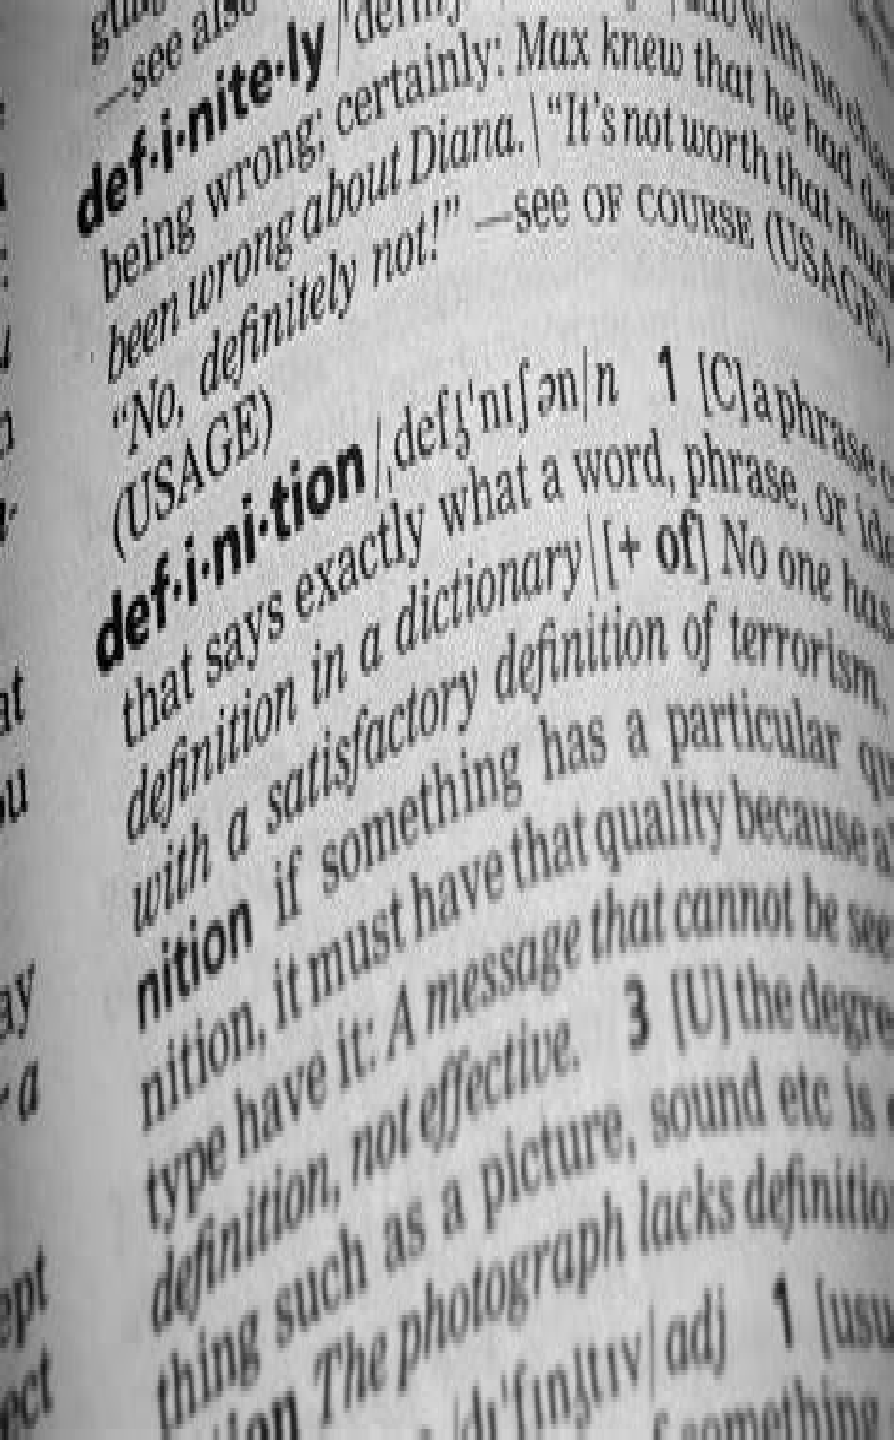 —see also
def·i·nite·ly
being wrong; certainly: Max knew that he had
been wrong about Diana. | “It’s not worth that
“No, definitely not!” —see OF COURSE (USAGE)
(USAGE)
def·i·ni·tion /ˌdefɪ̵ˈnɪʃən/ n 1 [C] a phrase
that says exactly what a word, phrase, or
definition in a dictionary | [+ of] No one has
with a satisfactory definition of terrorism.
nition if something has a particular
nition, it must have that quality because
type have it: A message that cannot be
definition, not effective. 3 [U] the
thing such as a picture, sound etc is
The photograph lacks
adj 1
something